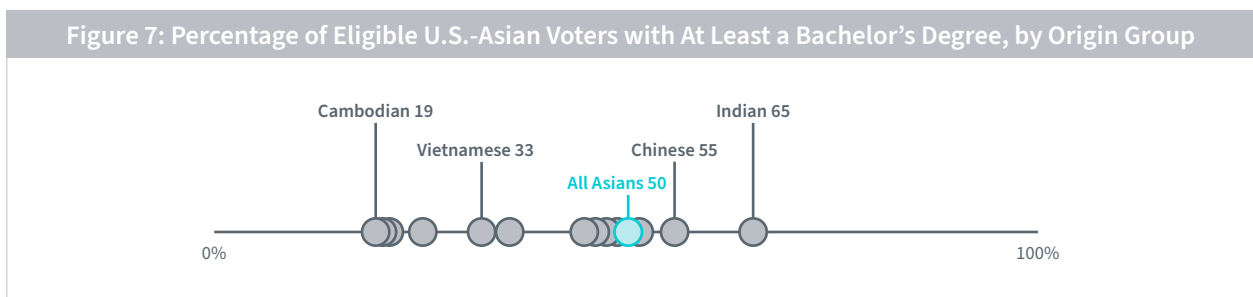 Figure 7: Percentage of Eligible U.S.-Asian Voters with At Least a Bachelor’s Degree, by Origin Group
Cambodian 19
Indian 65
Vietnamese 33
Chinese 55
All Asians 50
0%
100%